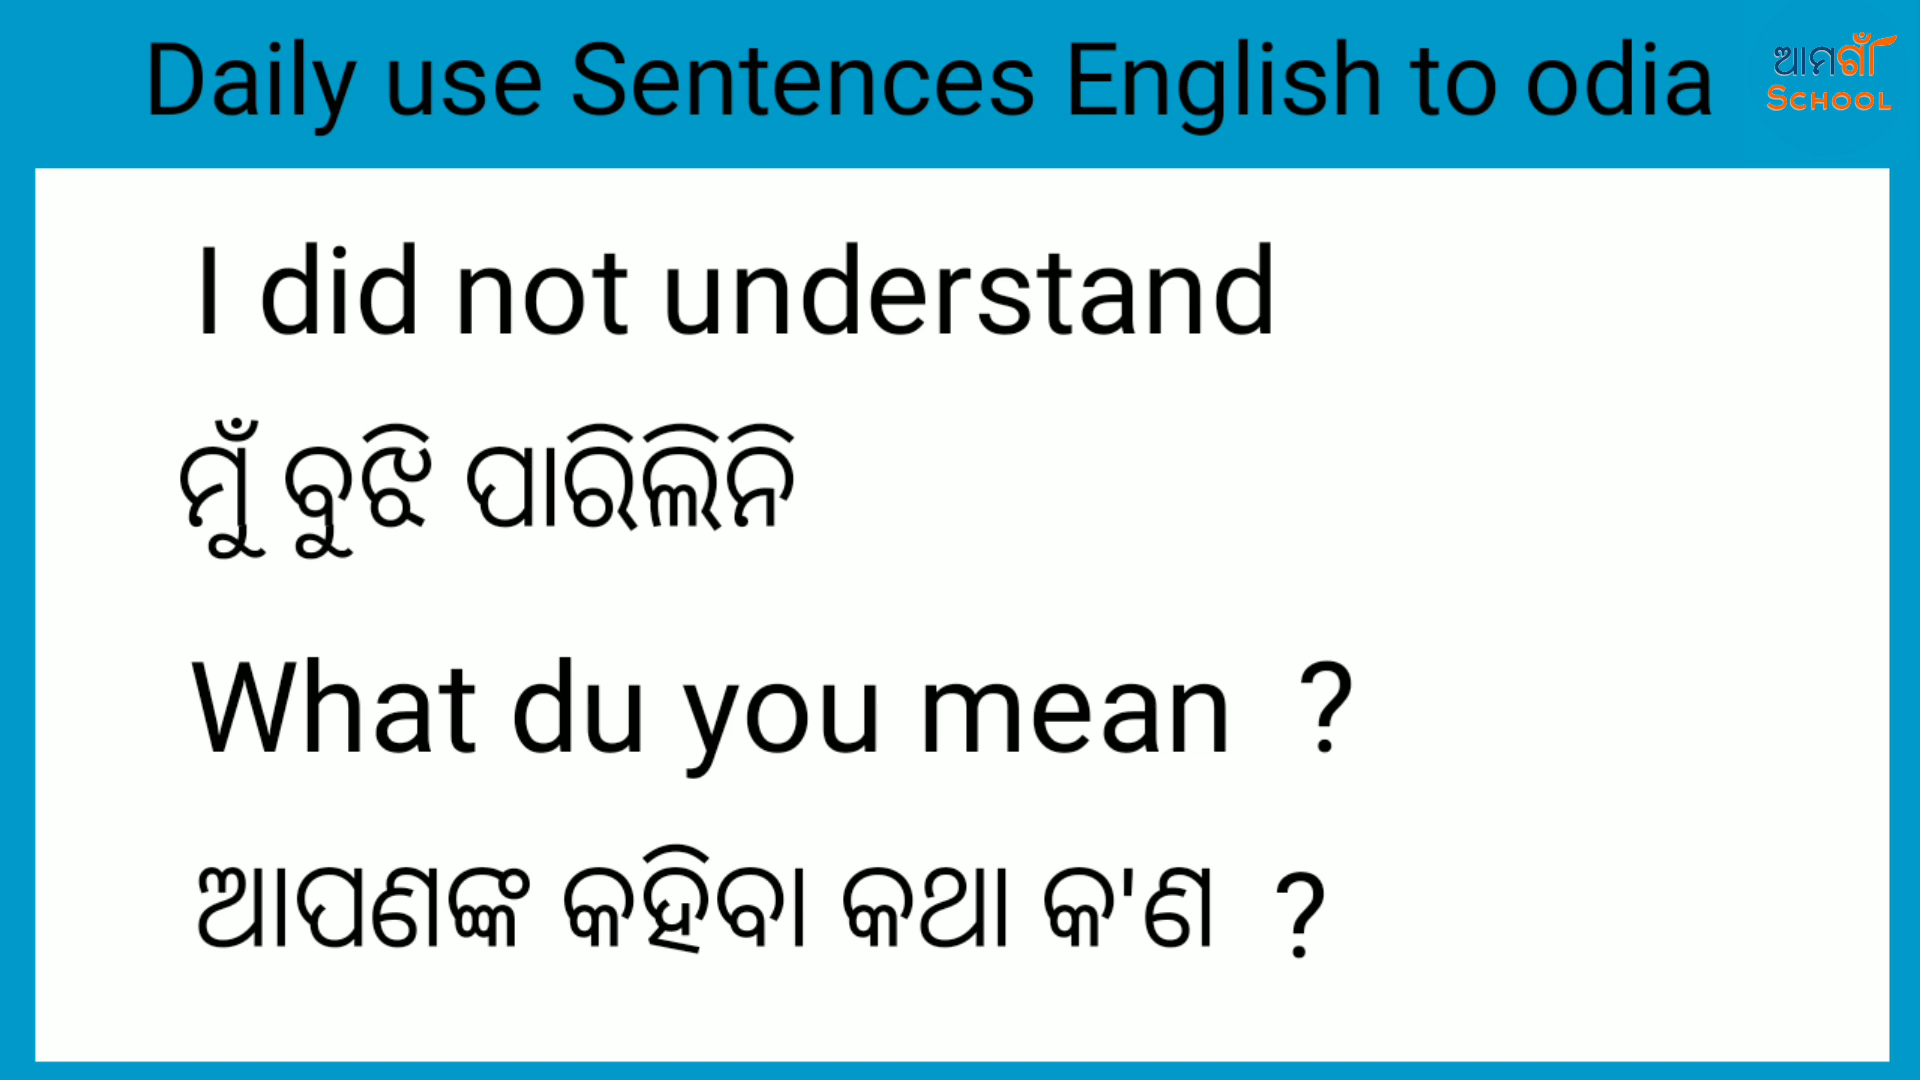 Daily use Sentences English to odia
ଆମଗାଁ
SCHOOL
I did not understand
ମୁଁ ବୁଝି ପାରିଲିନି
What du you mean ?
ଆପଣଙ୍କ କହିବା କଥା କ'ଣ ?